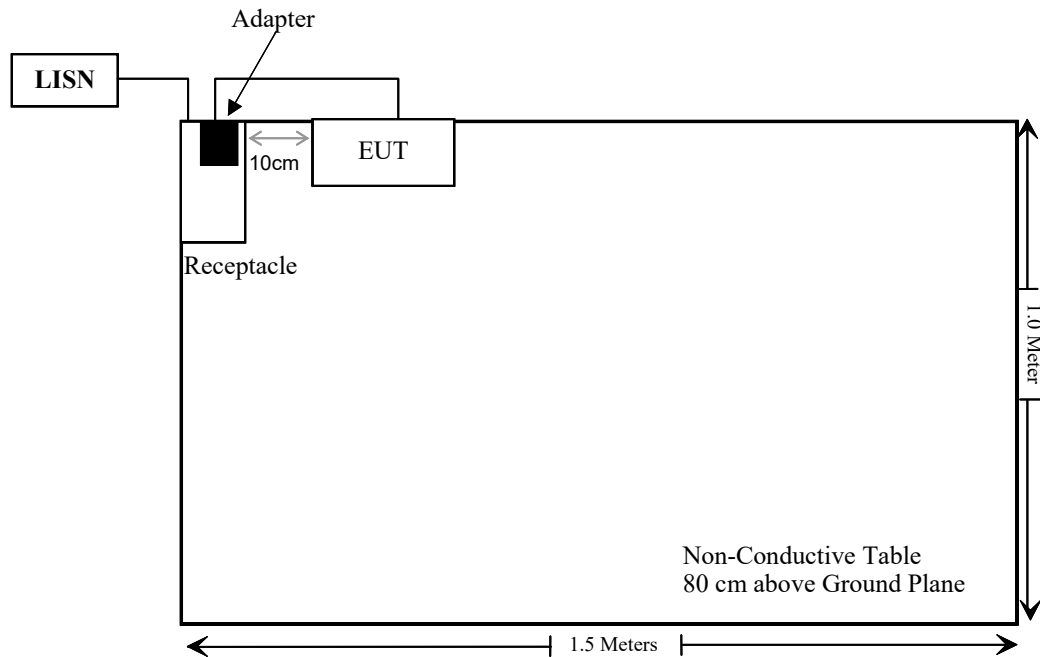 Adapter
LISN
EUT
10cm
Receptacle
1.0 Meter
Non-Conductive Table
80 cm above Ground Plane
1.5 Meters